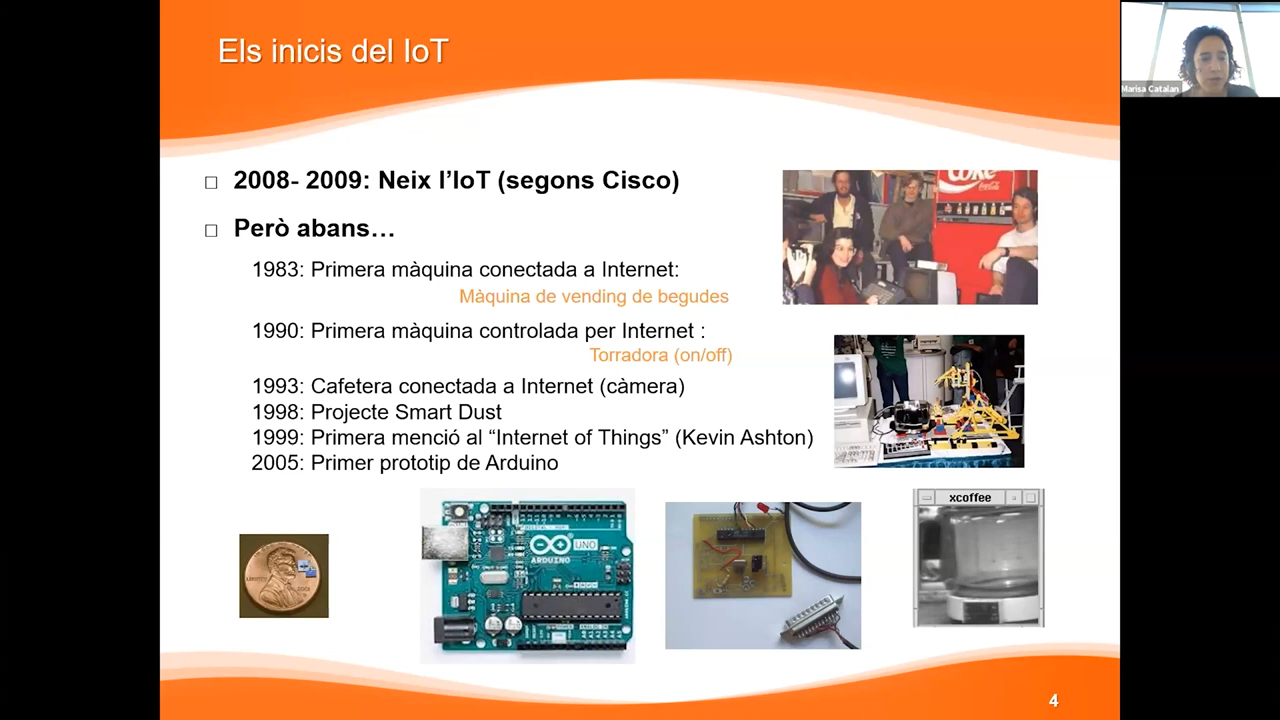 Els inicis del IoT
Marisa Catalan
2008- 2009: Neix l’IoT (segons Cisco)
Però abans…
1983: Primera màquina conectada a Internet:
Màquina de vending de begudes
1990: Primera màquina controlada per Internet :
Torradora (on/off)
1993: Cafetera conectada a Internet (càmera)
1998: Projecte Smart Dust
1999: Primera menció al “Internet of Things” (Kevin Ashton)
2005: Primer prototip de Arduino
COKE
Coca-Cola
UNO
ARDUINO
xcoffee
4